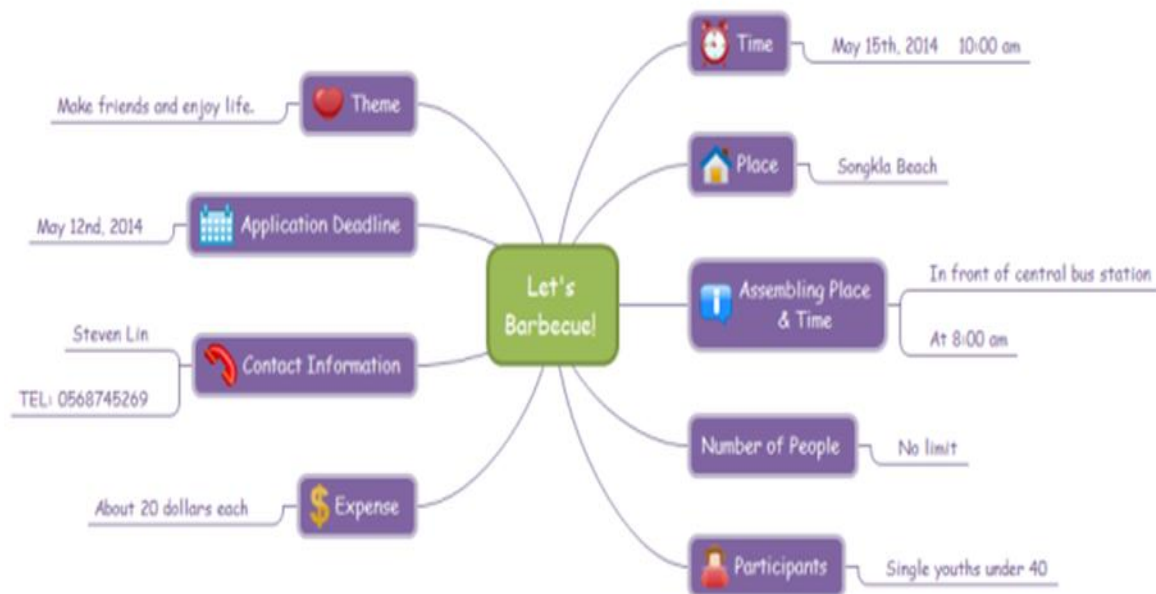 Let's
Barbecue!
Theme
Make friends and enjoy life.
Application Deadline
May 12nd, 2014
Contact Information
Steven Lin
TEL: 0568745269
Expense
About 20 dollars each
Time
May 15th, 2014 10:00 am
Place
Songkla Beach
Assembling Place
& Time
In front of central bus station
At 8:00 am
Number of People
No limit
Participants
Single youths under 40